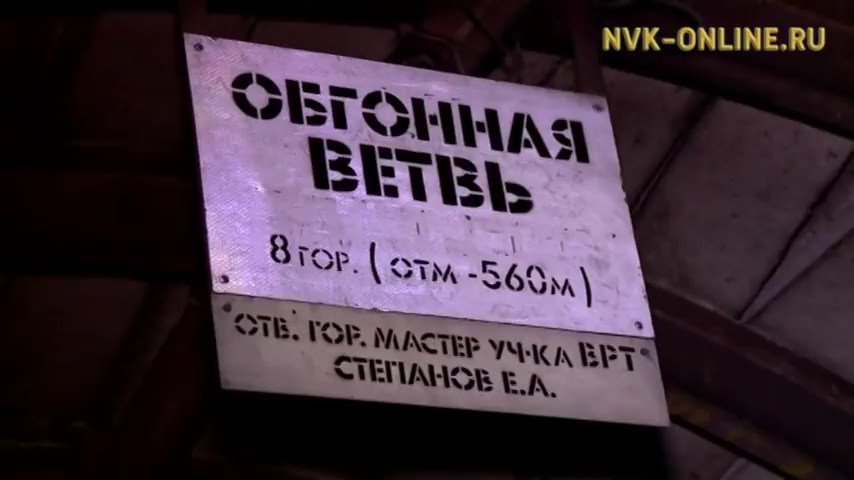 NVK-ONLINE.RU
ОБГОННАЯ
ВЕТВЬ
8 ГОР. (ОТМ -560М)
ОТВ. ГОР. МАСТЕР УЧ-КА ВРТ
СТЕПАНОВ Е.А.